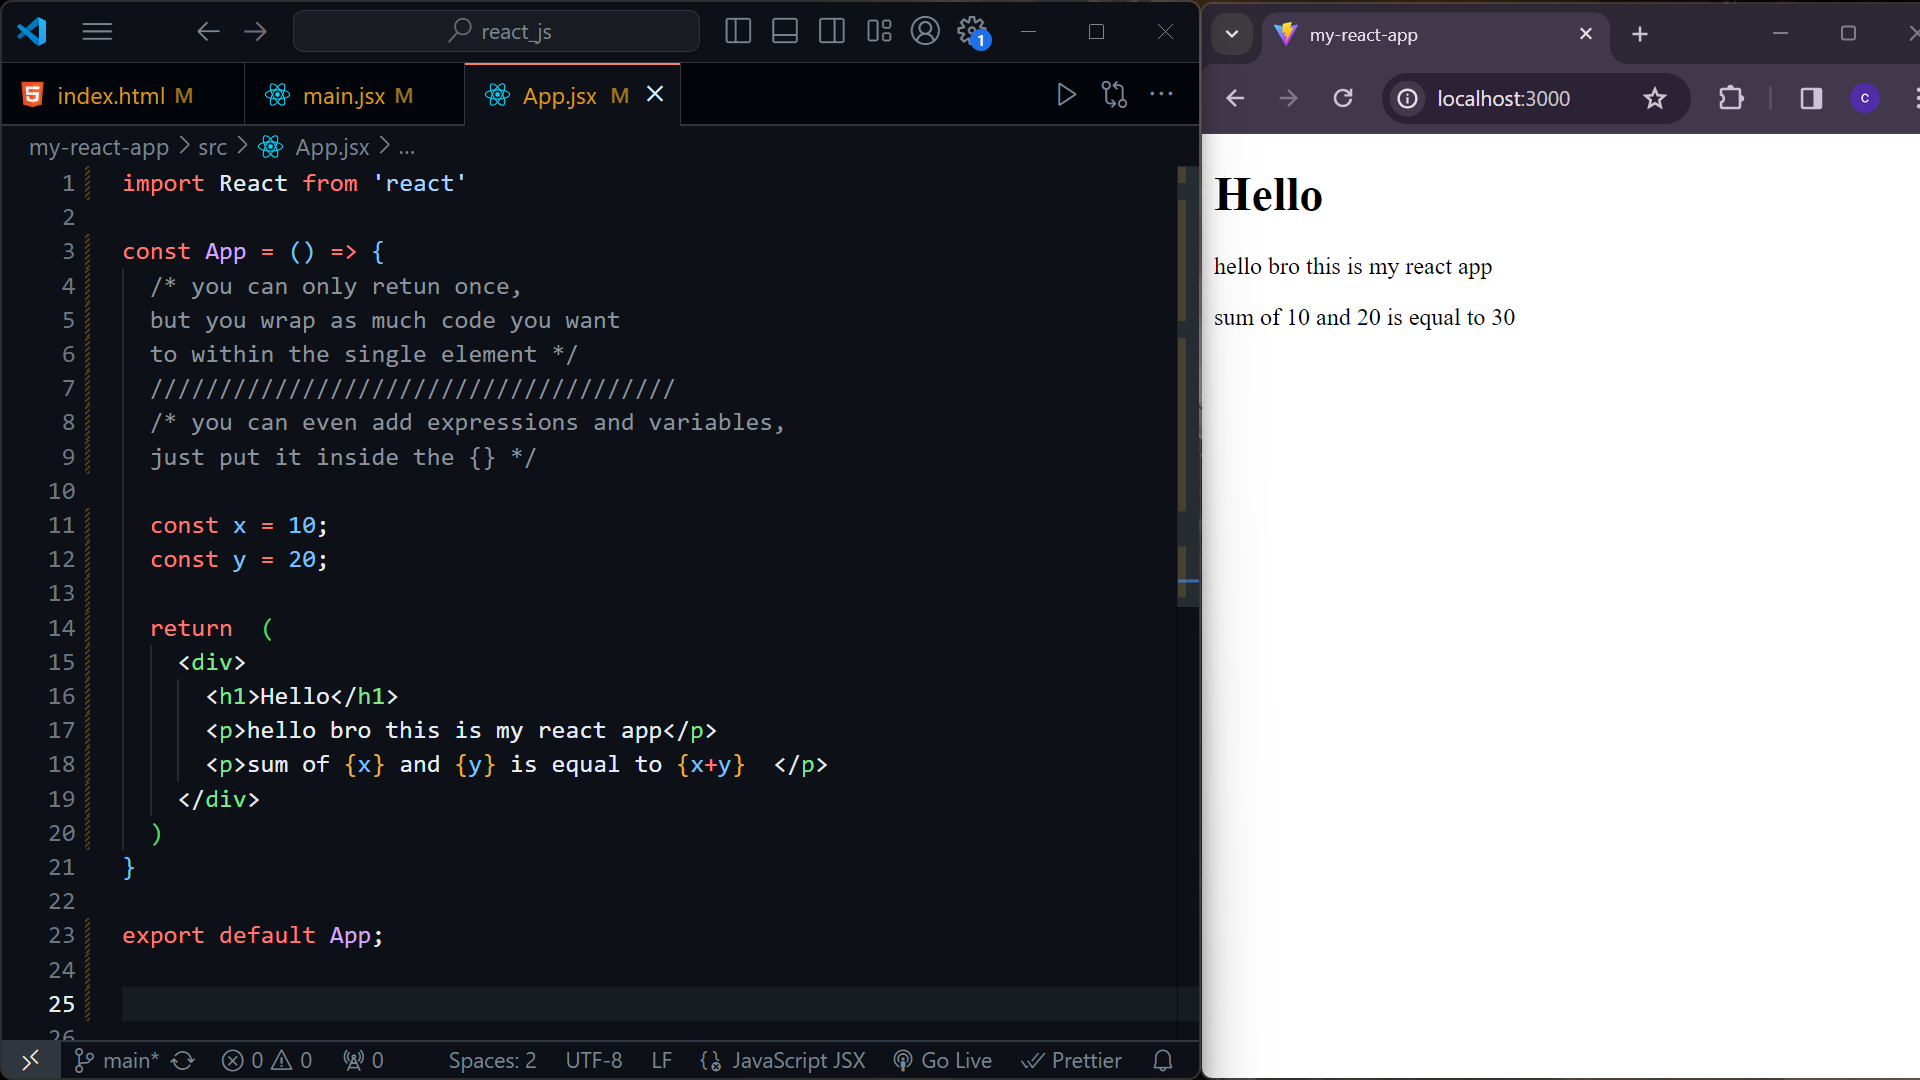 react_js
1
index.html M
main.jsx M
App.jsx M
my-react-app > src > App.jsx > ...
1 import React from 'react'
2
3 const App = () => {
4 /* you can only retun once,
5 but you wrap as much code you want
6 to within the single element */
7 //////////////////////////////////////
8 /* you can even add expressions and variables,
9 just put it inside the {} */
10
11 const x = 10;
12 const y = 20;
13
14 return  (
15 <div>
16 <h1>Hello</h1>
17 <p>hello bro this is my react app</p>
18 <p>sum of {x} and {y} is equal to {x+y}  </p>
19 </div>
20 )
21 }
22
23 export default App;
24
25
26
main* 0 0 0 Spaces: 2 UTF-8 LF {} JavaScript JSX Go Live Prettier
my-react-app
localhost:3000
c
Hello
hello bro this is my react app
sum of 10 and 20 is equal to 30